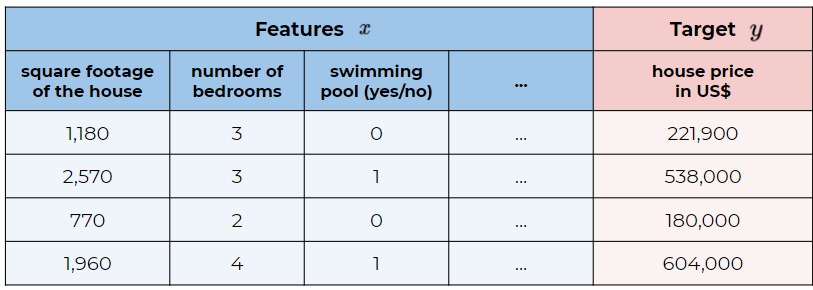 Features x Target y
square footage of the house number of bedrooms swimming pool (yes/no) ... house price in US$
1,180 3 0 ... 221,900
2,570 3 1 ... 538,000
770 2 0 ... 180,000
1,960 4 1 ... 604,000